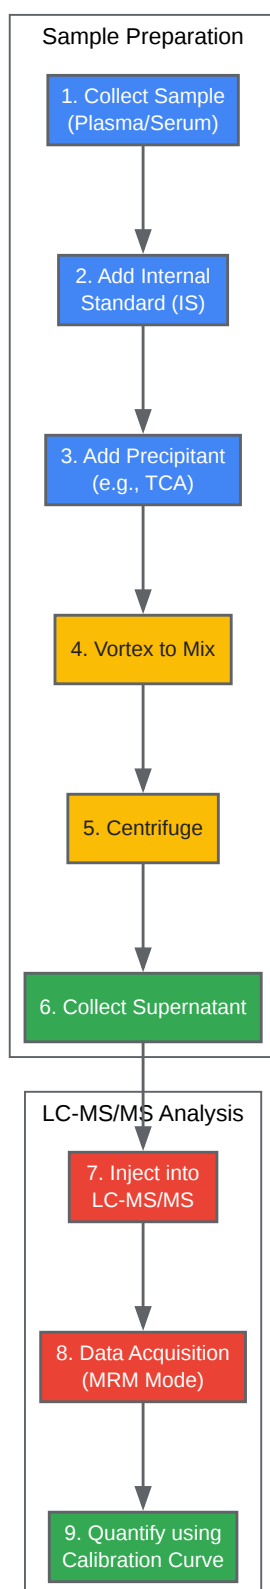 Sample Preparation
1. Collect Sample
(Plasma/Serum)
2. Add Internal
Standard (IS)
3. Add Precipitant
(e.g., TCA)
4. Vortex to Mix
5. Centrifuge
6. Collect Supernatant
LC-MS/MS Analysis
7. Inject into
LC-MS/MS
8. Data Acquisition
(MRM Mode)
9. Quantify using
Calibration Curve